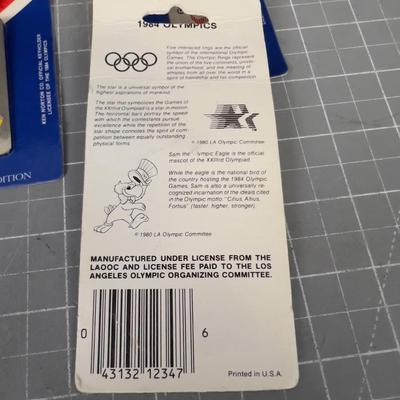 1984 OLYMPICS
Five interlaced rings are the official
symbol of the International Olympic
Games. The Olympic Rings represent
the union of the five continents, univer-
sal brotherhood, and the meeting of
athletes from all over the world in a
spirit of friendship and fair competition.
The star is a universal symbol of the
highest aspirations of mankind.
The star that symbolizes the Games of
the XXIIIrd Olympiad is a star-in-motion.
The horizontal bars portray the speed
with which the contestants pursue
excellence while the repetition of the
star shape connotes the spirit of com-
petition between equally outstanding
physical forms.
© 1980 LA Olympic Committee
Sam the Olympic Eagle is the official
mascot of the XXIIIrd Olympiad.
While the eagle is the national bird of
the country hosting the 1984 Olympic
Games, Sam is also a universally re-
cognized incarnation of the ideals cited
in the Olympic motto: "Citius, Altius,
Fortius" (faster, higher, stronger).
© 1980 LA Olympic Committee
MANUFACTURED UNDER LICENSE FROM THE
LAOOC AND LICENSE FEE PAID TO THE LOS
ANGELES OLYMPIC ORGANIZING COMMITTEE.
0 43132 12347 6
Printed in U.S.A.
KEN NORTON CO. OFFICIAL KEYHOLDER
LICENSEE OF THE 1984 OLYMPICS
DITION